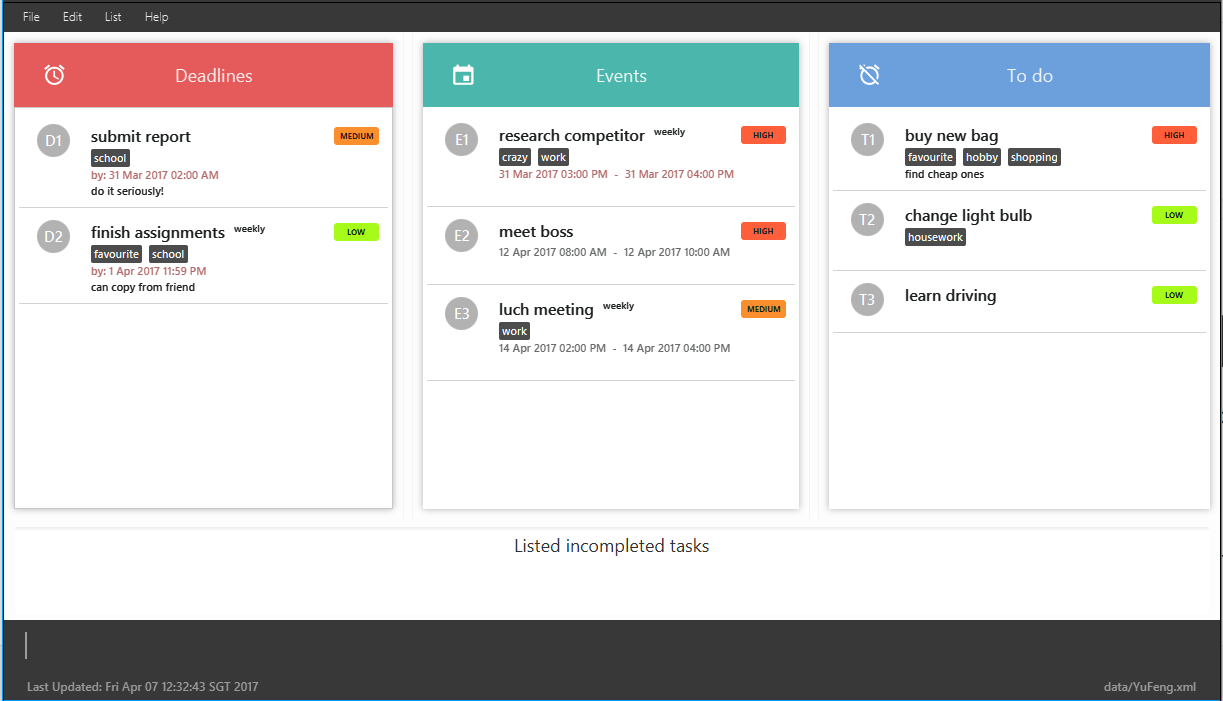 File Edit List Help
Deadlines
D1 submit report MEDIUM
school
by: 31 Mar 2017 02:00 AM
do it seriously!
D2 finish assignments weekly LOW
favourite school
by: 1 Apr 2017 11:59 PM
can copy from friend
Events
E1 research competitor weekly HIGH
crazy work
31 Mar 2017 03:00 PM - 31 Mar 2017 04:00 PM
E2 meet boss HIGH
12 Apr 2017 08:00 AM - 12 Apr 2017 10:00 AM
E3 luch meeting weekly MEDIUM
work
14 Apr 2017 02:00 PM - 14 Apr 2017 04:00 PM
To do
T1 buy new bag HIGH
favourite hobby shopping
find cheap ones
T2 change light bulb LOW
housework
T3 learn driving LOW
Listed incompleted tasks
Last Updated: Fri Apr 07 12:32:43 SGT 2017 data/YuFeng.xml